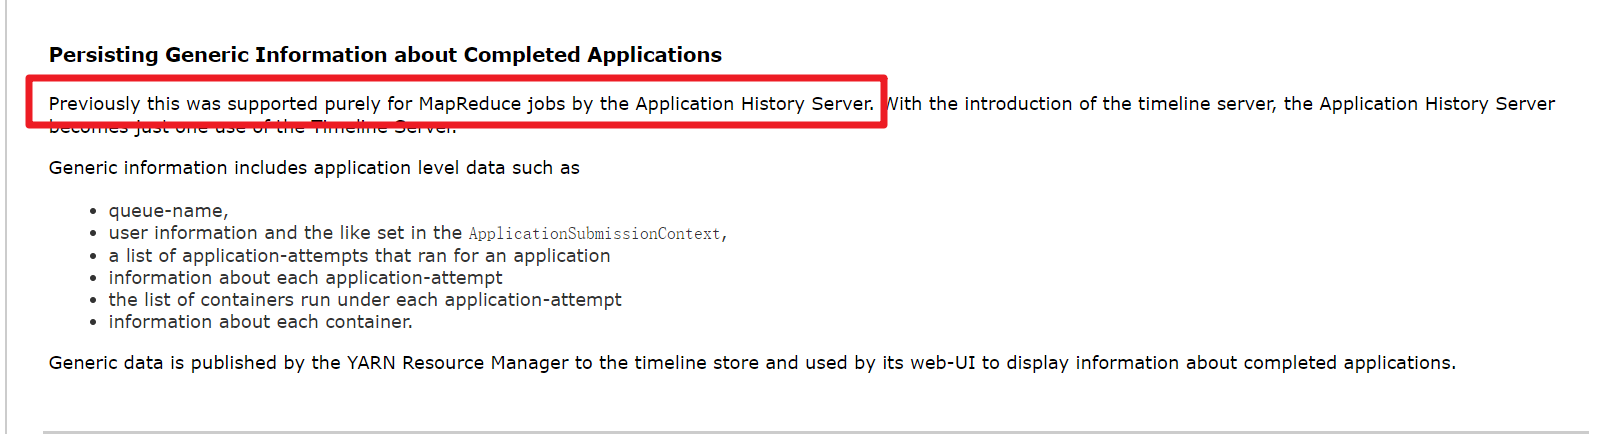 Persisting Generic Information about Completed Applications
Previously this was supported purely for MapReduce jobs by the Application History Server. With the introduction of the timeline server, the Application History Server
becomes just one use of the Timeline Server.
Generic information includes application level data such as
• queue-name,
• user information and the like set in the ApplicationSubmissionContext,
• a list of application-attempts that ran for an application
• information about each application-attempt
• the list of containers run under each application-attempt
• information about each container.
Generic data is published by the YARN Resource Manager to the timeline store and used by its web-UI to display information about completed applications.